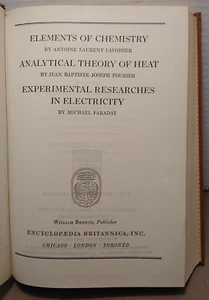 ELEMENTS OF CHEMISTRY
BY ANTOINE LAURENT LAVOISIER
ANALYTICAL THEORY OF HEAT
BY JEAN BAPTISTE JOSEPH FOURIER
EXPERIMENTAL RESEARCHES
IN ELECTRICITY
BY MICHAEL FARADAY
WILLIAM BENTON, Publisher
ENCYCLOPÆDIA BRITANNICA, INC.
CHICAGO · LONDON · TORONTO